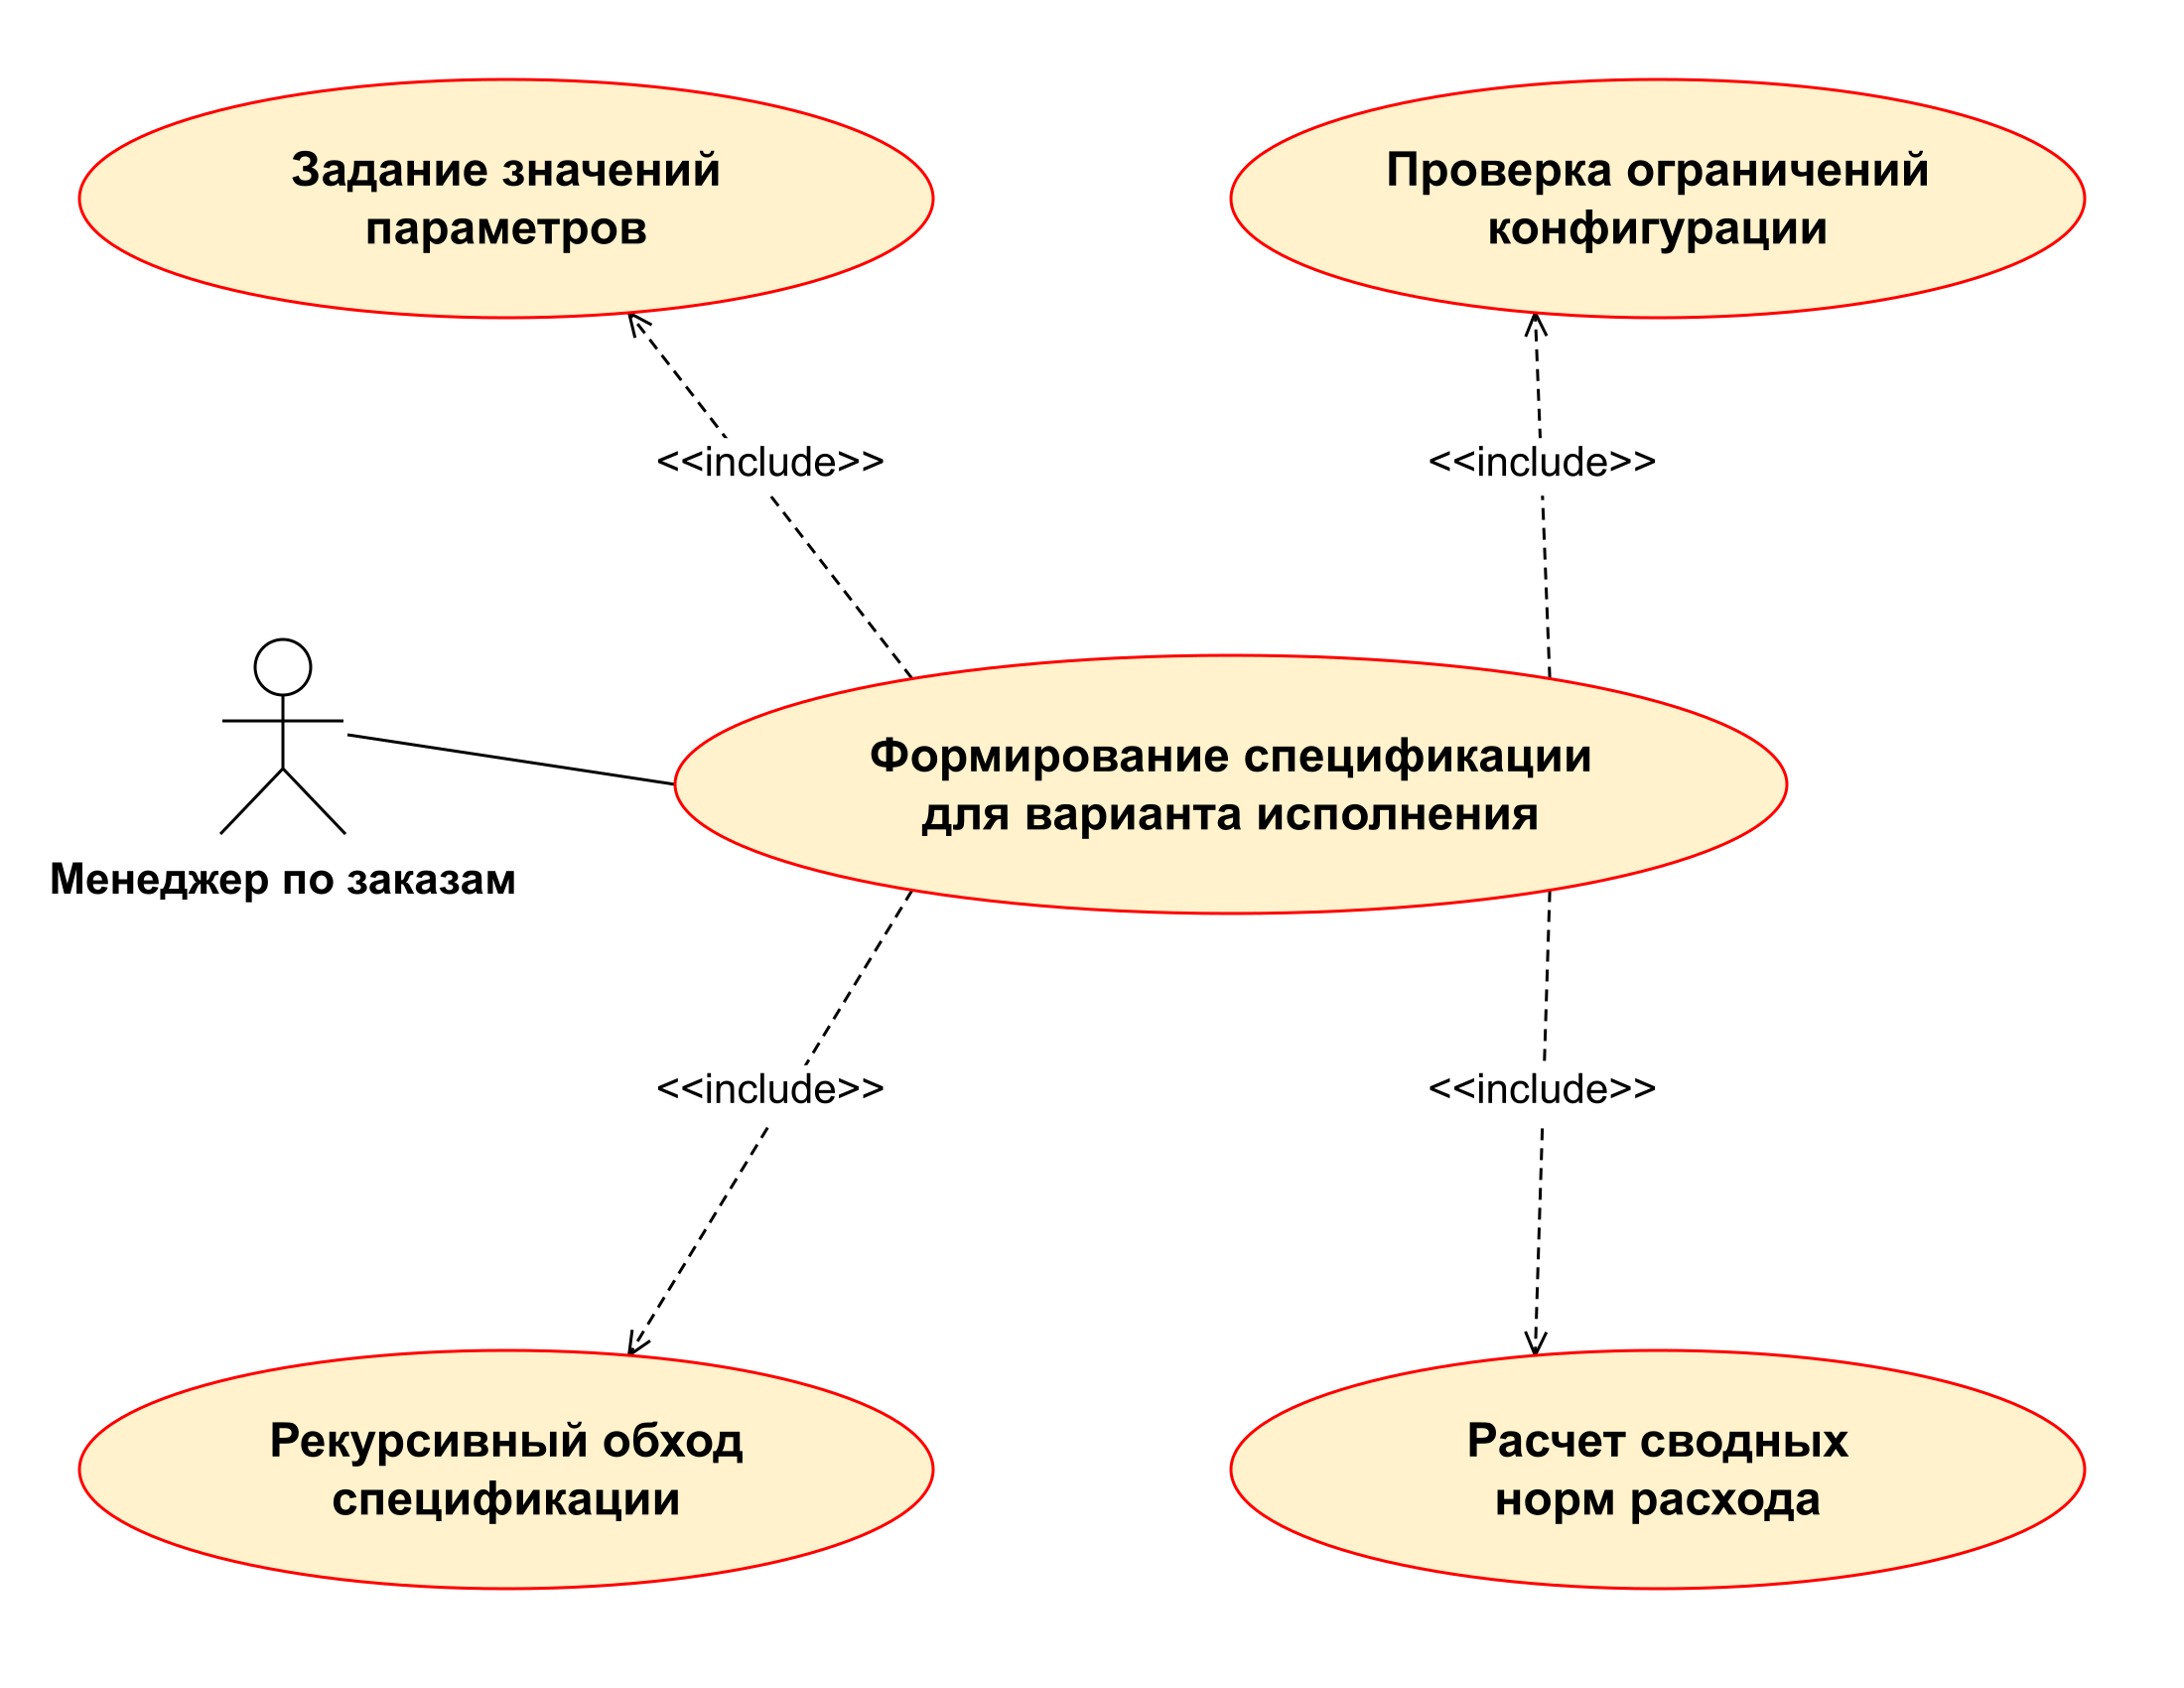 Задание значений
параметров
Проверка ограничений
конфигурации
<<include>>
<<include>>
Формирование спецификации
для варианта исполнения
Менеджер по заказам
<<include>>
<<include>>
Рекурсивный обход
спецификации
Расчет сводных
норм расхода